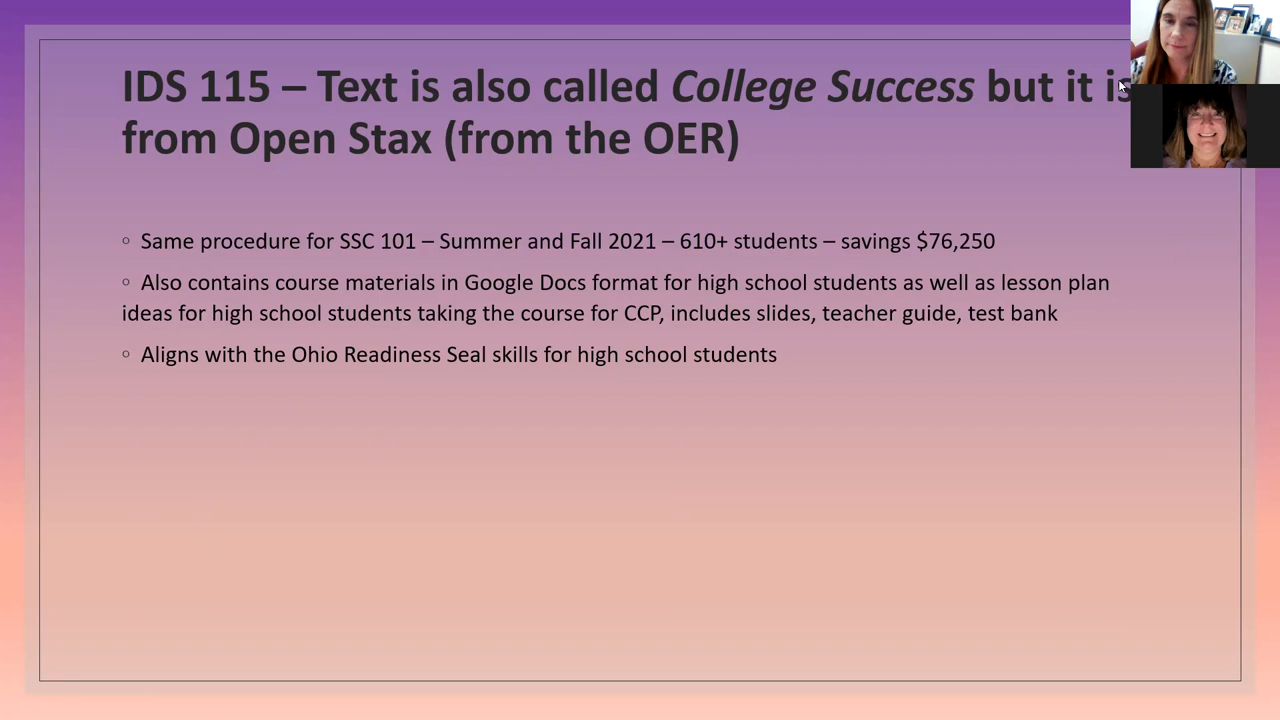 IDS 115 – Text is also called College Success but it is
from Open Stax (from the OER)
◦ Same procedure for SSC 101 – Summer and Fall 2021 – 610+ students – savings $76,250
◦ Also contains course materials in Google Docs format for high school students as well as lesson plan
ideas for high school students taking the course for CCP, includes slides, teacher guide, test bank
◦ Aligns with the Ohio Readiness Seal skills for high school students